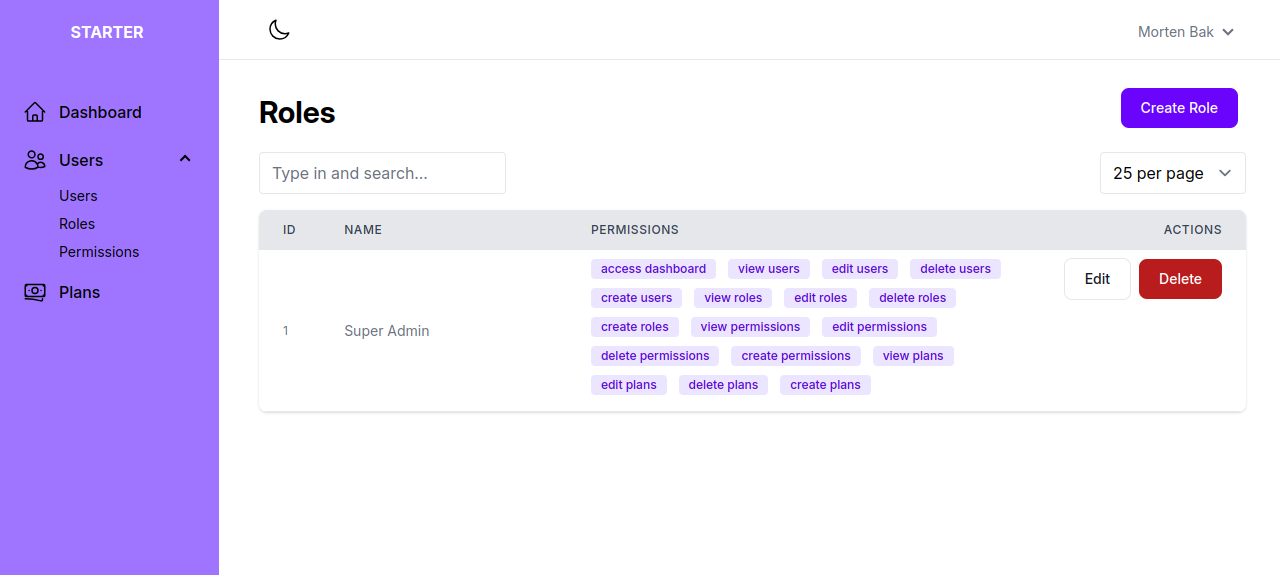 STARTER
Morten Bak
Dashboard
Users
Users
Roles
Permissions
Plans
Roles
Create Role
Type in and search...
25 per page
ID NAME PERMISSIONS ACTIONS
1 Super Admin
access dashboard view users edit users delete users
create users view roles edit roles delete roles
create roles view permissions edit permissions
delete permissions create permissions view plans
edit plans delete plans create plans
Edit Delete